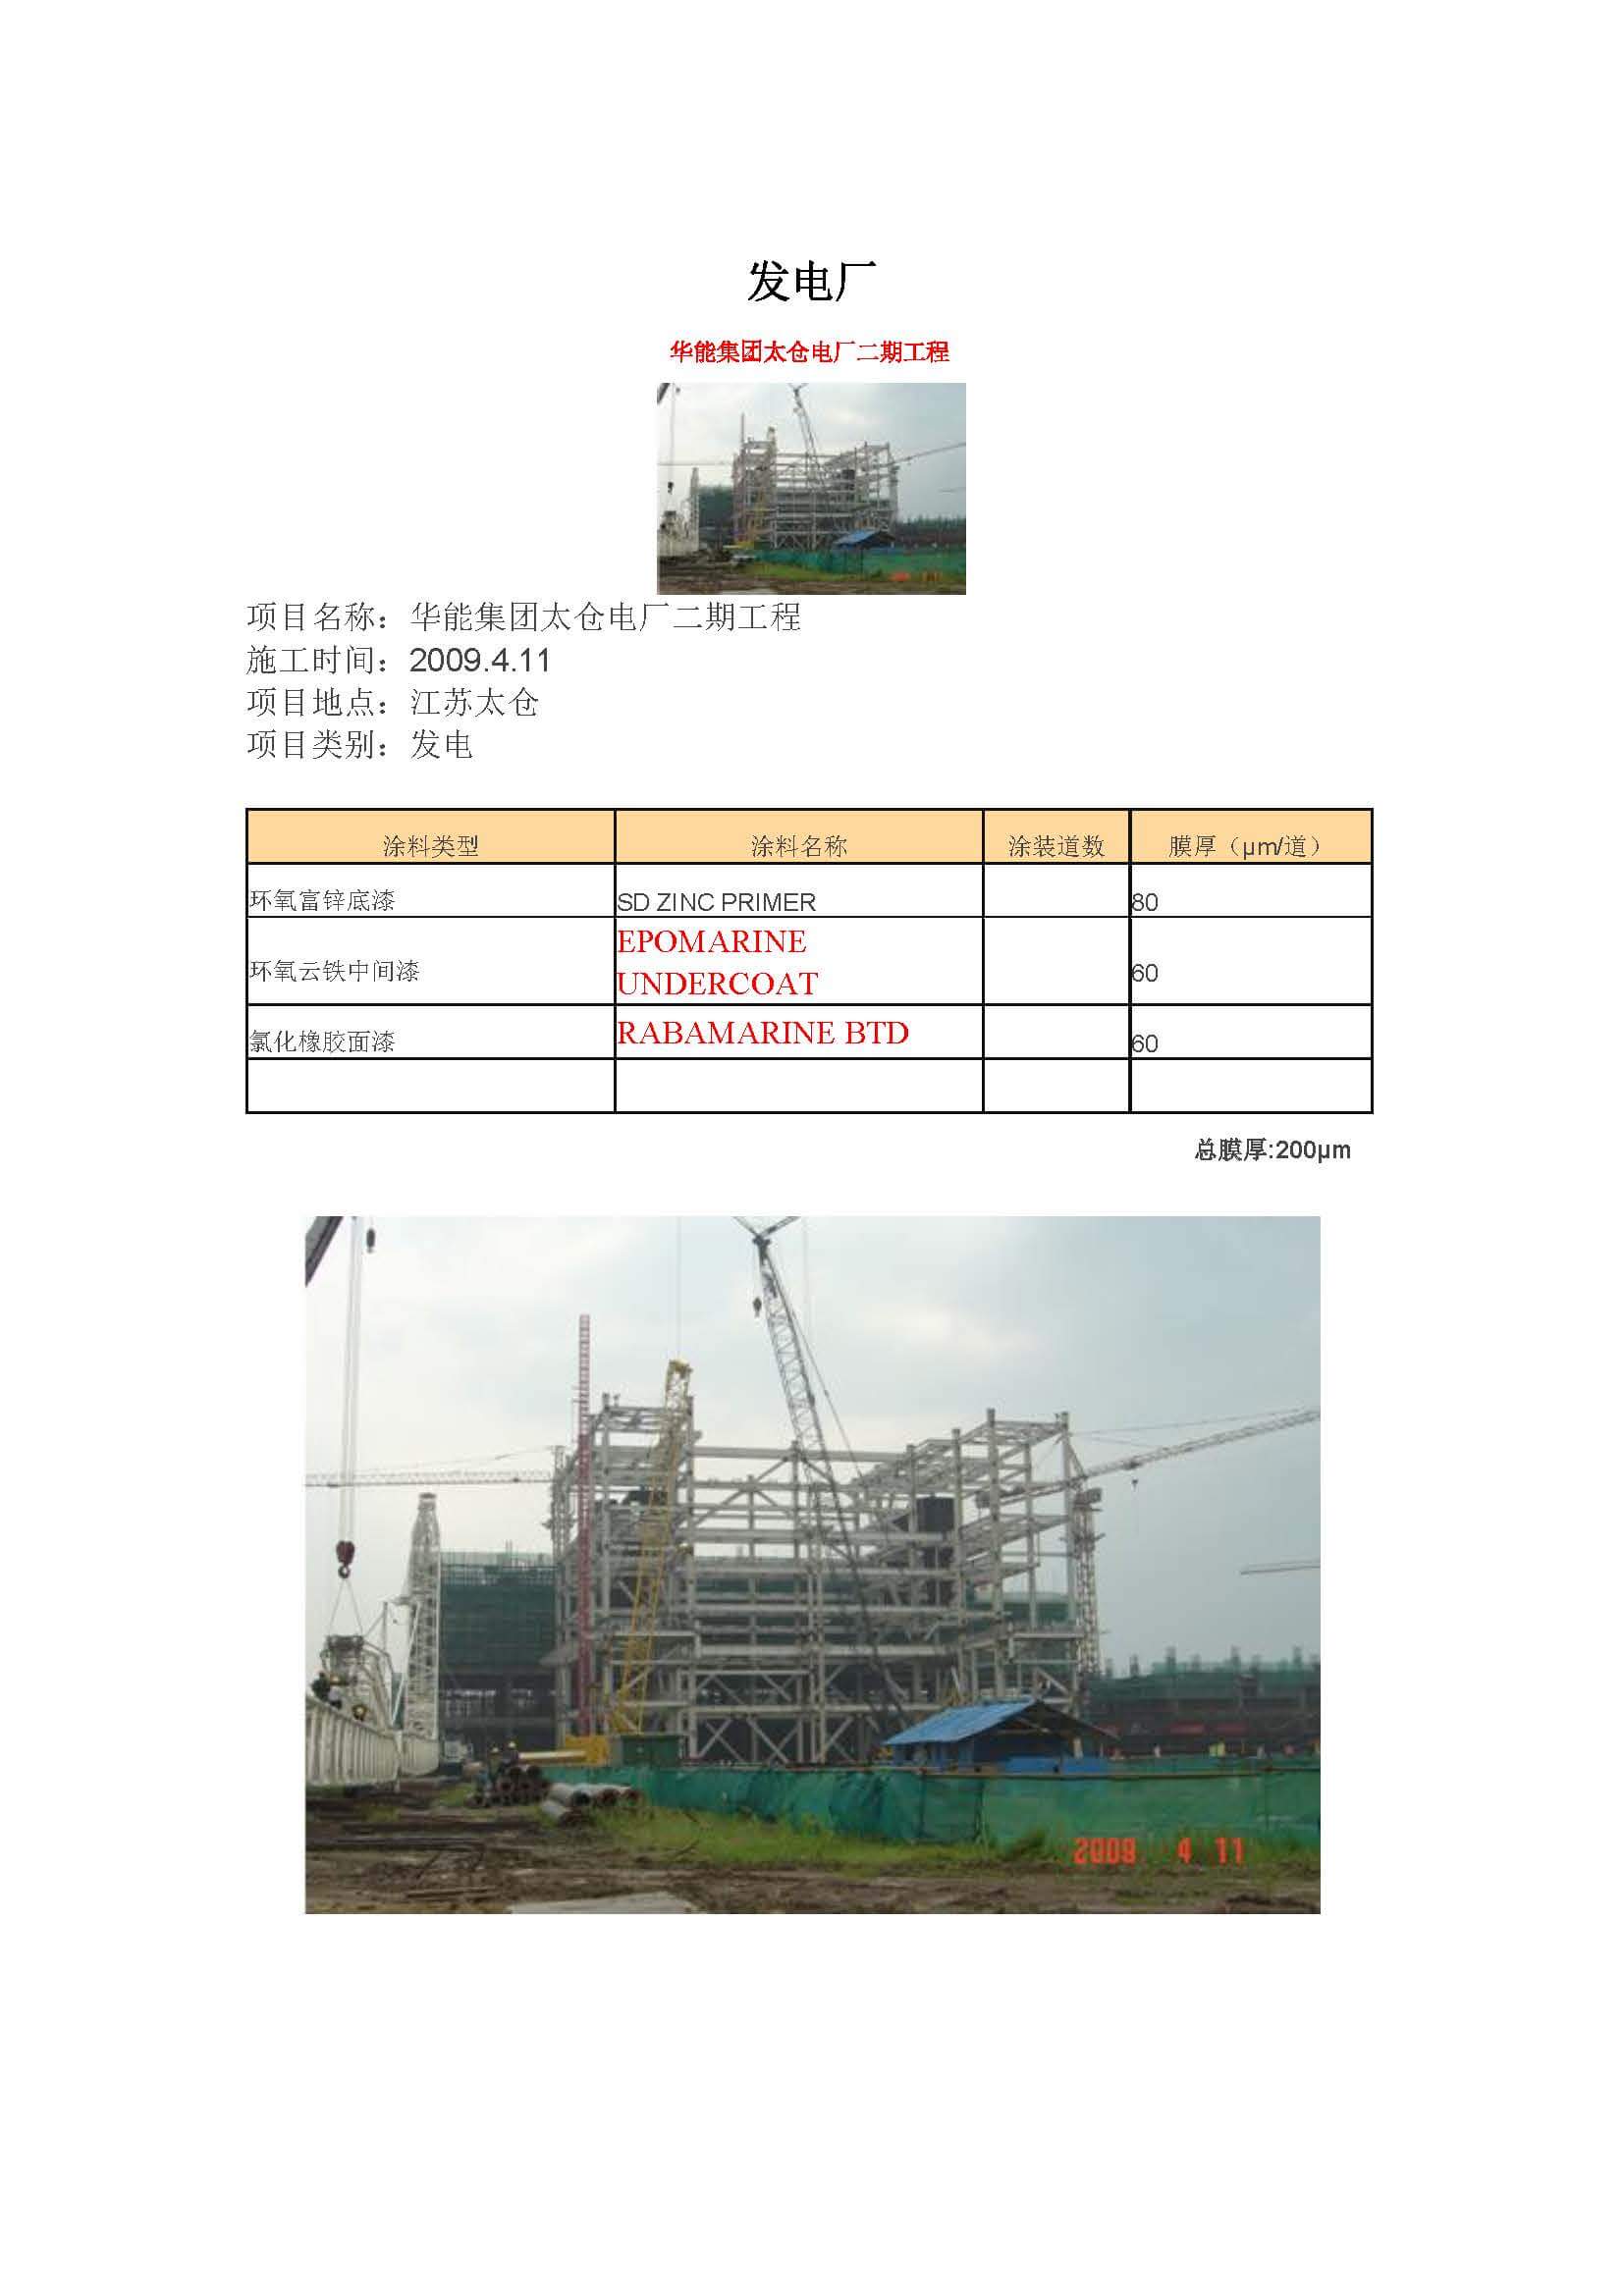 发电厂
华能集团太仓电厂二期工程
项目名称：华能集团太仓电厂二期工程
施工时间：2009.4.11
项目地点：江苏太仓
项目类别：发电
涂料类型 涂料名称 涂装道数 膜厚（μm/道）
环氧富锌底漆 SD ZINC PRIMER 80
EPOMARINE
环氧云铁中间漆 UNDERCOAT 60
氯化橡胶面漆 RABAMARINE BTD 60
总膜厚:200μm
2009 4 11